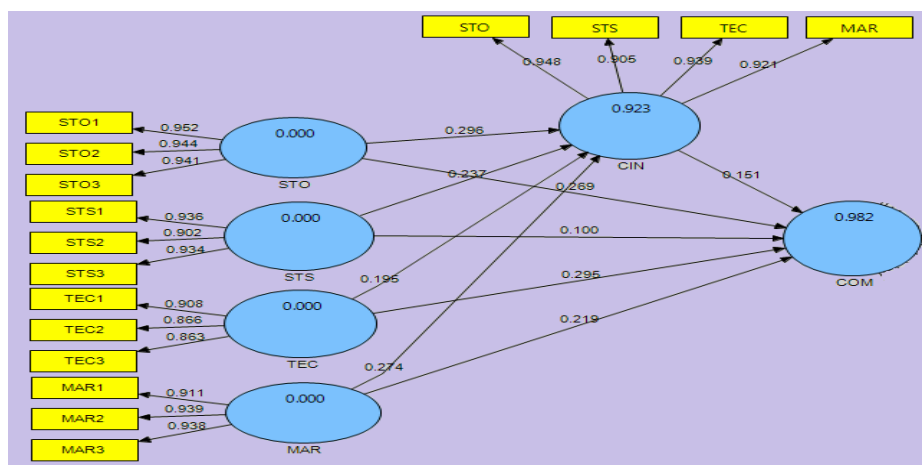 STO
STS
TEC
MAR
0.948
0.905
0.939
0.921
0.923
CIN
STO1
STO2
STO3
0.952
0.944
0.941
0.000
STO
0.296
0.237
0.269
0.151
STS1
STS2
STS3
0.936
0.902
0.934
0.000
STS
0.100
0.982
COM
TEC1
TEC2
TEC3
0.908
0.866
0.863
0.000
TEC
0.195
0.295
0.219
MAR1
MAR2
MAR3
0.911
0.939
0.938
0.000
MAR
0.274